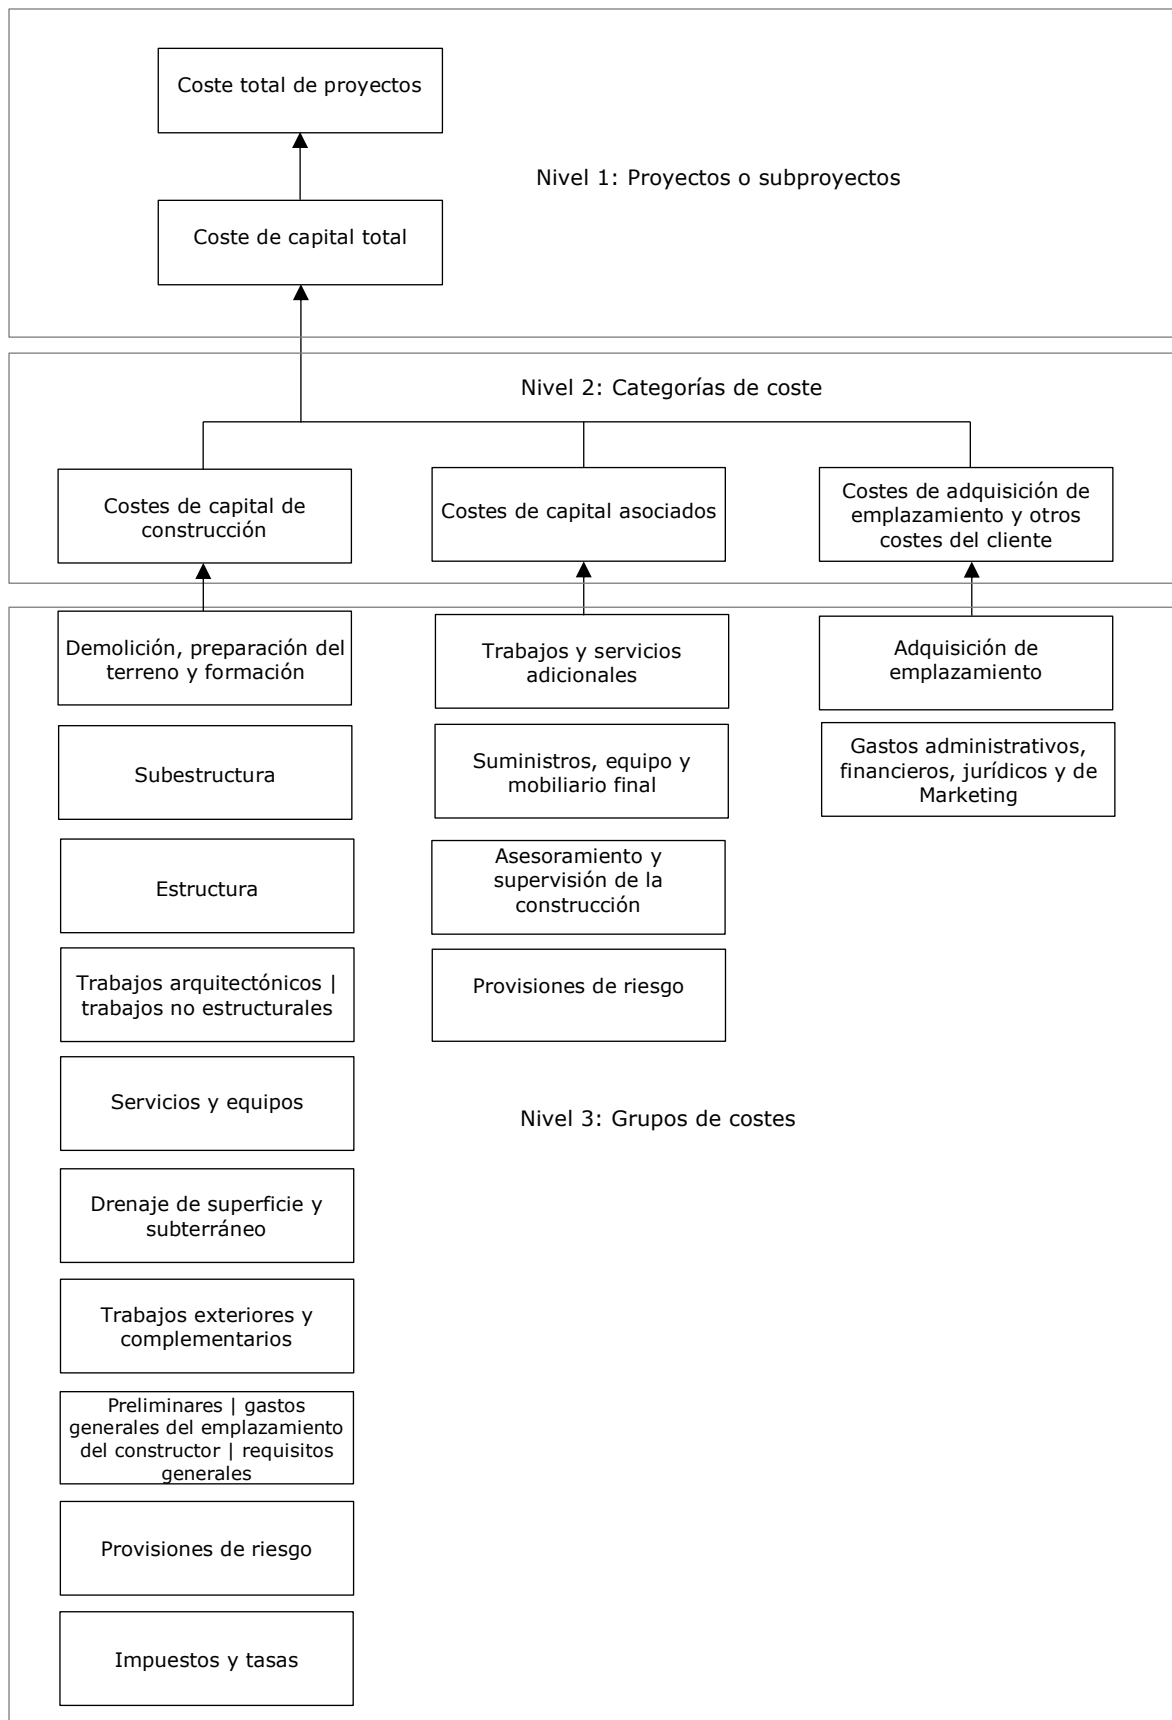 Coste total de proyectos
Nivel 1: Proyectos o subproyectos
Coste de capital total
Nivel 2: Categorías de coste
Costes de capital de
construcción
Costes de capital asociados
Costes de adquisición de
emplazamiento y otros
costes del cliente
Demolición, preparación del
terreno y formación
Trabajos y servicios
adicionales
Adquisición de
emplazamiento
Subestructura
Suministros, equipo y
mobiliario final
Gastos administrativos,
financieros, jurídicos y de
Marketing
Estructura
Asesoramiento y
supervisión de la
construcción
Trabajos arquitectónicos |
trabajos no estructurales
Provisiones de riesgo
Servicios y equipos
Nivel 3: Grupos de costes
Drenaje de superficie y
subterráneo
Trabajos exteriores y
complementarios
Preliminares | gastos
generales del emplazamiento
del constructor | requisitos
generales
Provisiones de riesgo
Impuestos y tasas